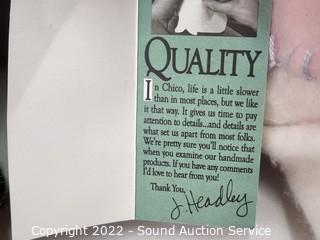 QUALITY
In Chico, life is a little slower
than in most places, but we like
it that way. It gives us time to pay
attention to details...and details are
what set us apart from most folks.
We're pretty sure you'll notice that
when you examine our handmade
products. If you have any comments
I'd love to hear from you!
Thank You,
J. Headley
Copyright 2022 - Sound Auction Service